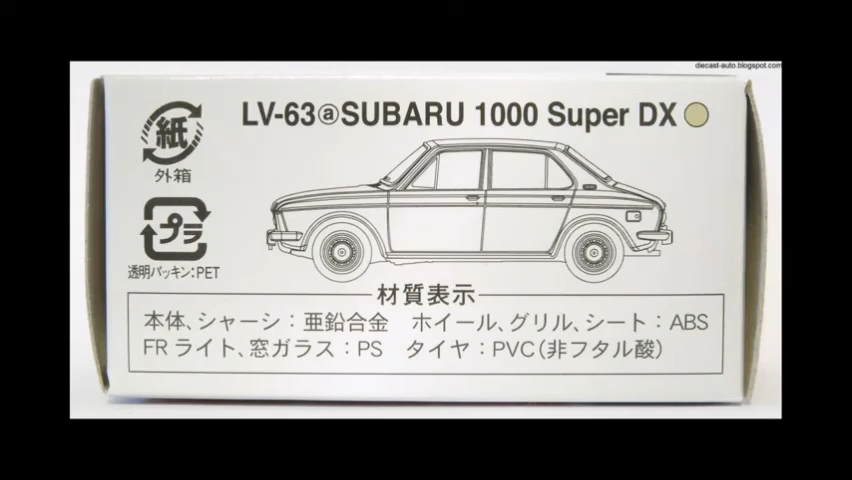 diecast-auto.blogspot.com
LV-63ⓐSUBARU 1000 Super DX
紙
外箱
プラ
透明パッキン:PET
材質表示
本体、シャーシ:亜鉛合金 ホイール、グリル、シート:ABS
FRライト、窓ガラス:PS タイヤ:PVC(非フタル酸)